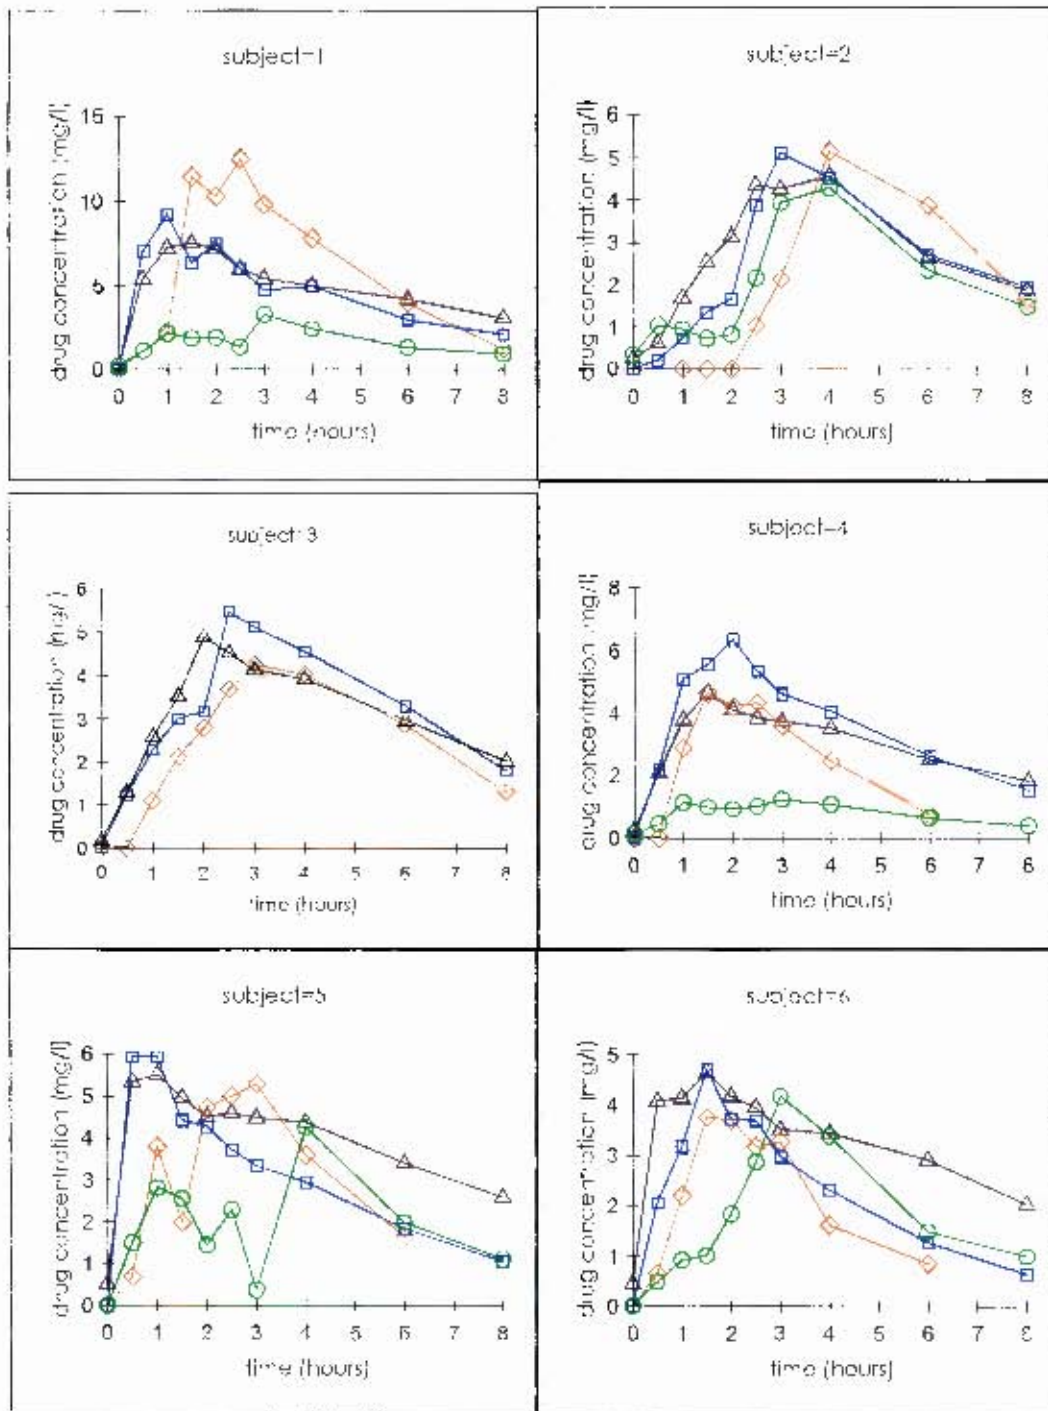 subject=1
drug concentration (mg/l)
15
10
5
0
0 1 2 3 4 5 6 7 8
time (hours)
subject=2
drug concentration (mg/l)
6
5
4
3
2
1
0
0 1 2 3 4 5 6 7 8
time (hours)
subject=3
drug concentration (mg/l)
6
5
4
3
2
1
0
0 1 2 3 4 5 6 7 8
time (hours)
subject=4
drug concentration (mg/l)
8
6
4
2
0
0 1 2 3 4 5 6 7 8
time (hours)
subject=5
drug concentration (mg/l)
6
5
4
3
2
1
0
0 1 2 3 4 5 6 7 8
time (hours)
subject=6
drug concentration (mg/l)
5
4
3
2
1
0
0 1 2 3 4 5 6 7 8
time (hours)